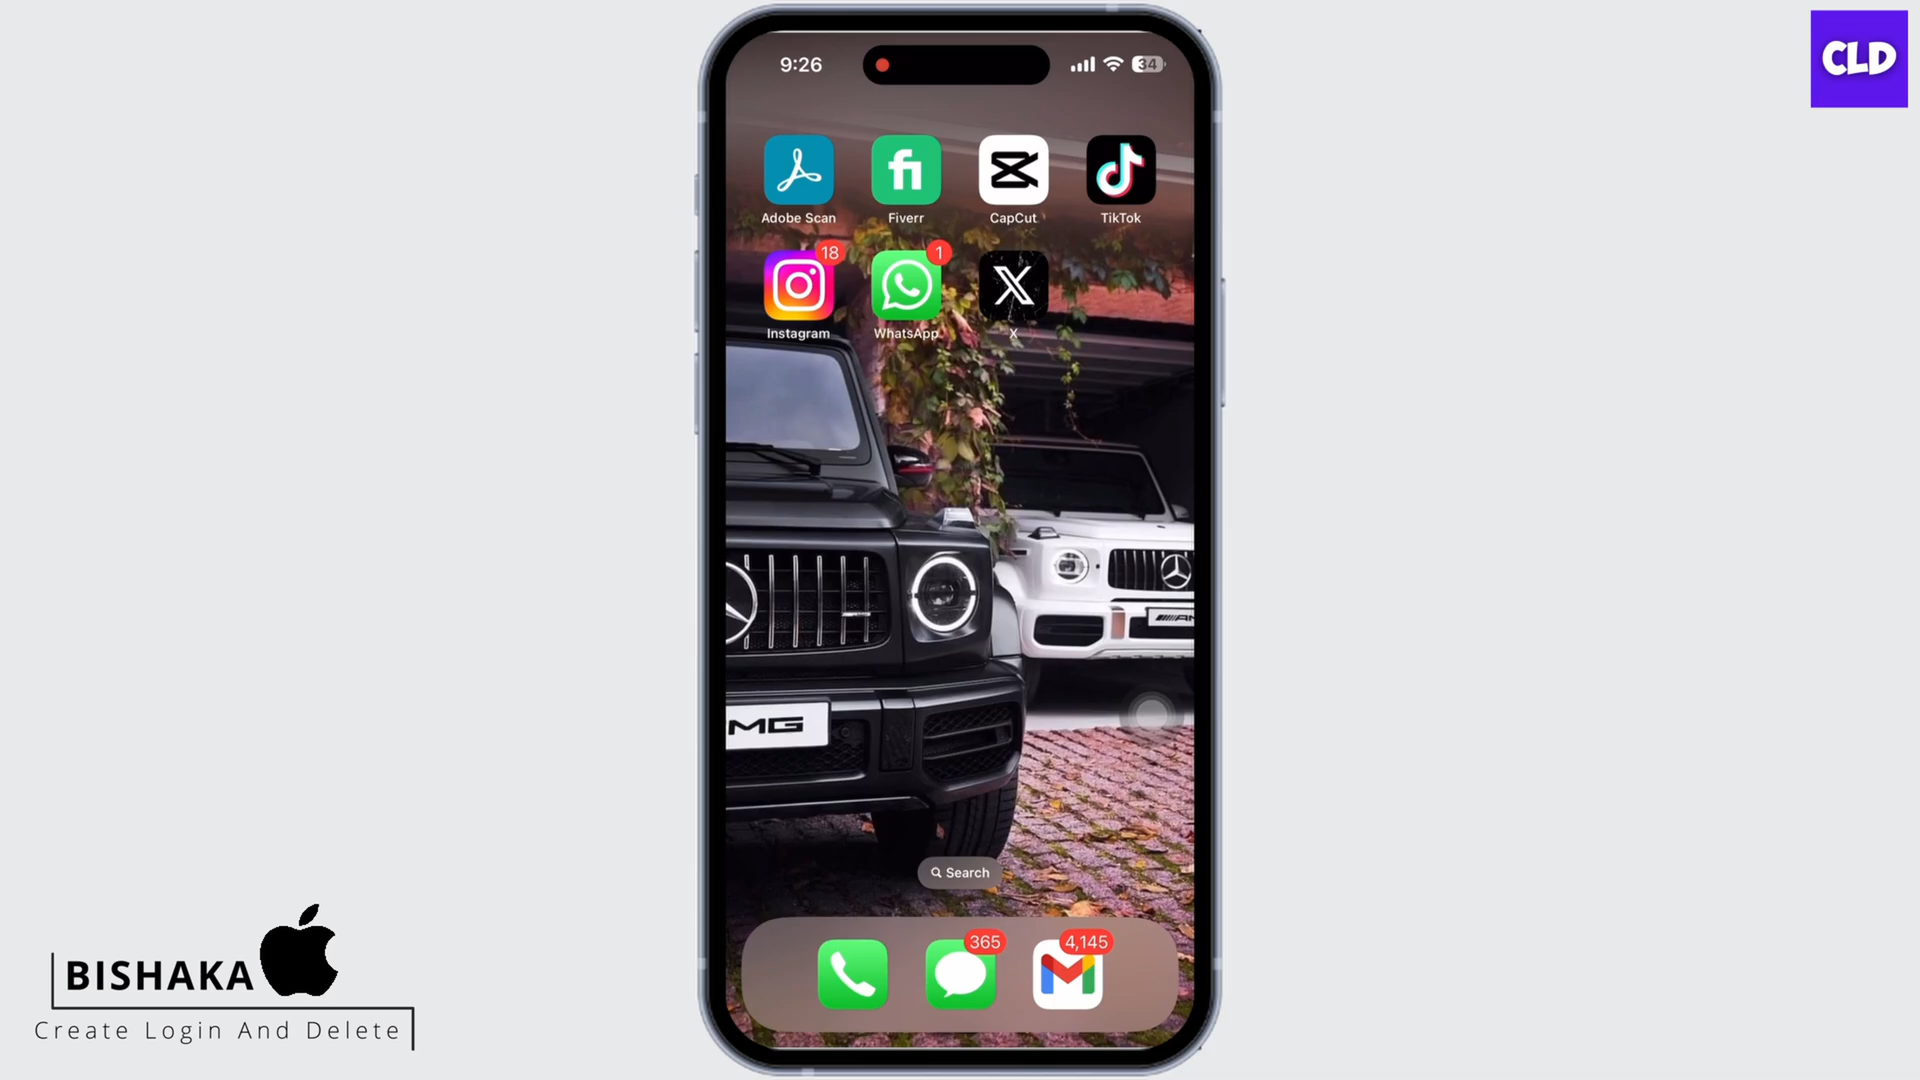 CLD
9:26
34
Adobe Scan
fi
Fiverr
CapCut
TikTok
18
1
Instagram
WhatsApp
X
MG
Search
365
4,145
BISHAKA
Create Login And Delete